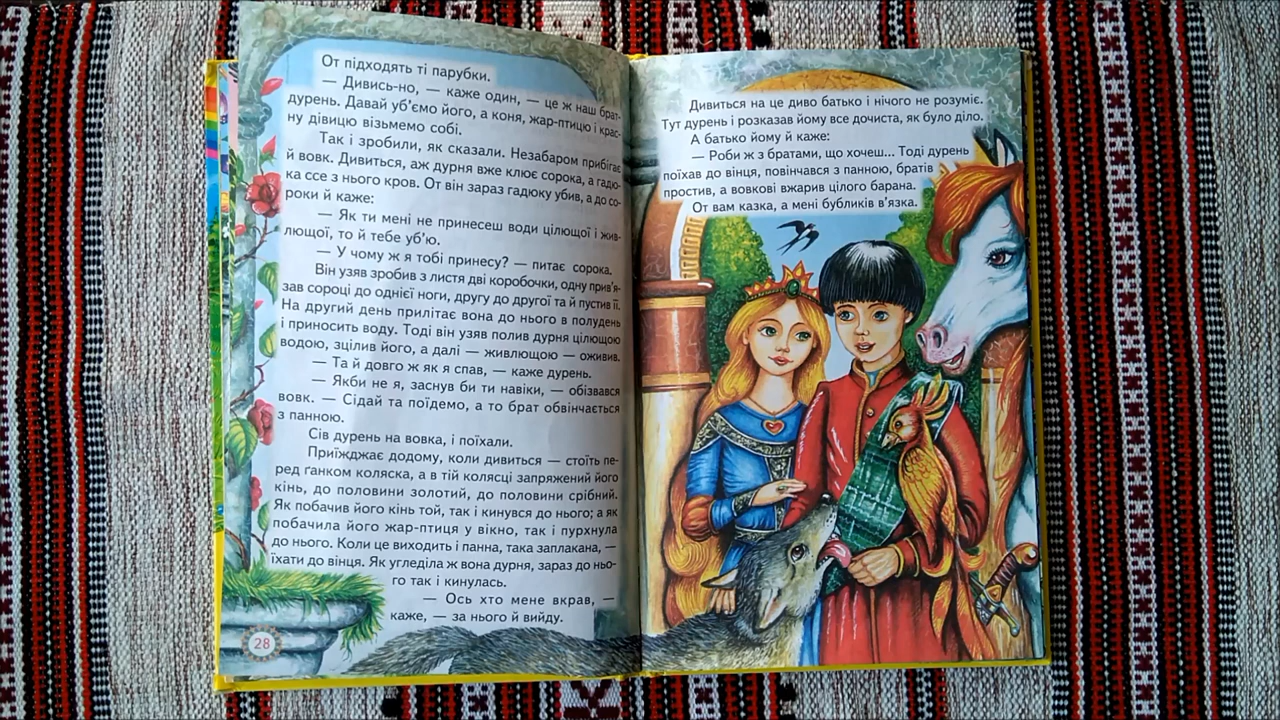 От підходять ті парубки.
— Дивись-но, — каже один, — це ж наш брат-
дурень. Давай уб'ємо його, а коня, жар-птицю і крас-
ну дівицю візьмемо собі.
Так і зробили, як сказали. Незабаром прибігає
й вовк. Дивиться, аж дурня вже клює сорока, а гадю-
ка ссе з нього кров. От він зараз гадюку убив, а до со-
роки й каже:
— Як ти мені не принесеш води цілющої і жив-
лющої, то й тебе уб'ю.
— У чому ж я тобі принесу? — питає сорока.
Він узяв зробив з листя дві коробочки, одну прив'я-
зав сороці до однієї ноги, другу до другої та й пустив її.
На другий день прилітає вона до нього в полудень
і приносить воду. Тоді він узяв полив дурня цілющою
водою, зцілив його, а далі — живлющою — оживив.
— Та й довго ж як я спав, — каже дурень.
— Якби не я, заснув би ти навіки, — обізвався
вовк. — Сідай та поїдемо, а то брат обвінчається
з панною.
Сів дурень на вовка, і поїхали.
Приїжджає додому, коли дивиться — стоїть пе-
ред ґанком коляска, а в тій колясці запряжений його
кінь, до половини золотий, до половини срібний.
Як побачив його кінь той, так і кинувся до нього; а як
побачила його жар-птиця у вікно, так і пурхнула
до нього. Коли це виходить і панна, така заплакана, —
їхати до вінця. Як угледіла ж вона дурня, зараз до ньо-
го так і кинулась.
— Ось хто мене вкрав, —
каже, — за нього й вийду.
28
Дивиться на це диво батько і нічого не розуміє.
Тут дурень і розказав йому все дочиста, як було діло.
А батько йому й каже:
— Роби ж з братами, що хочеш... Тоді дурень
поїхав до вінця, повінчався з панною, братів
простив, а вовкові вжарив цілого барана.
От вам казка, а мені бубликів в'язка.